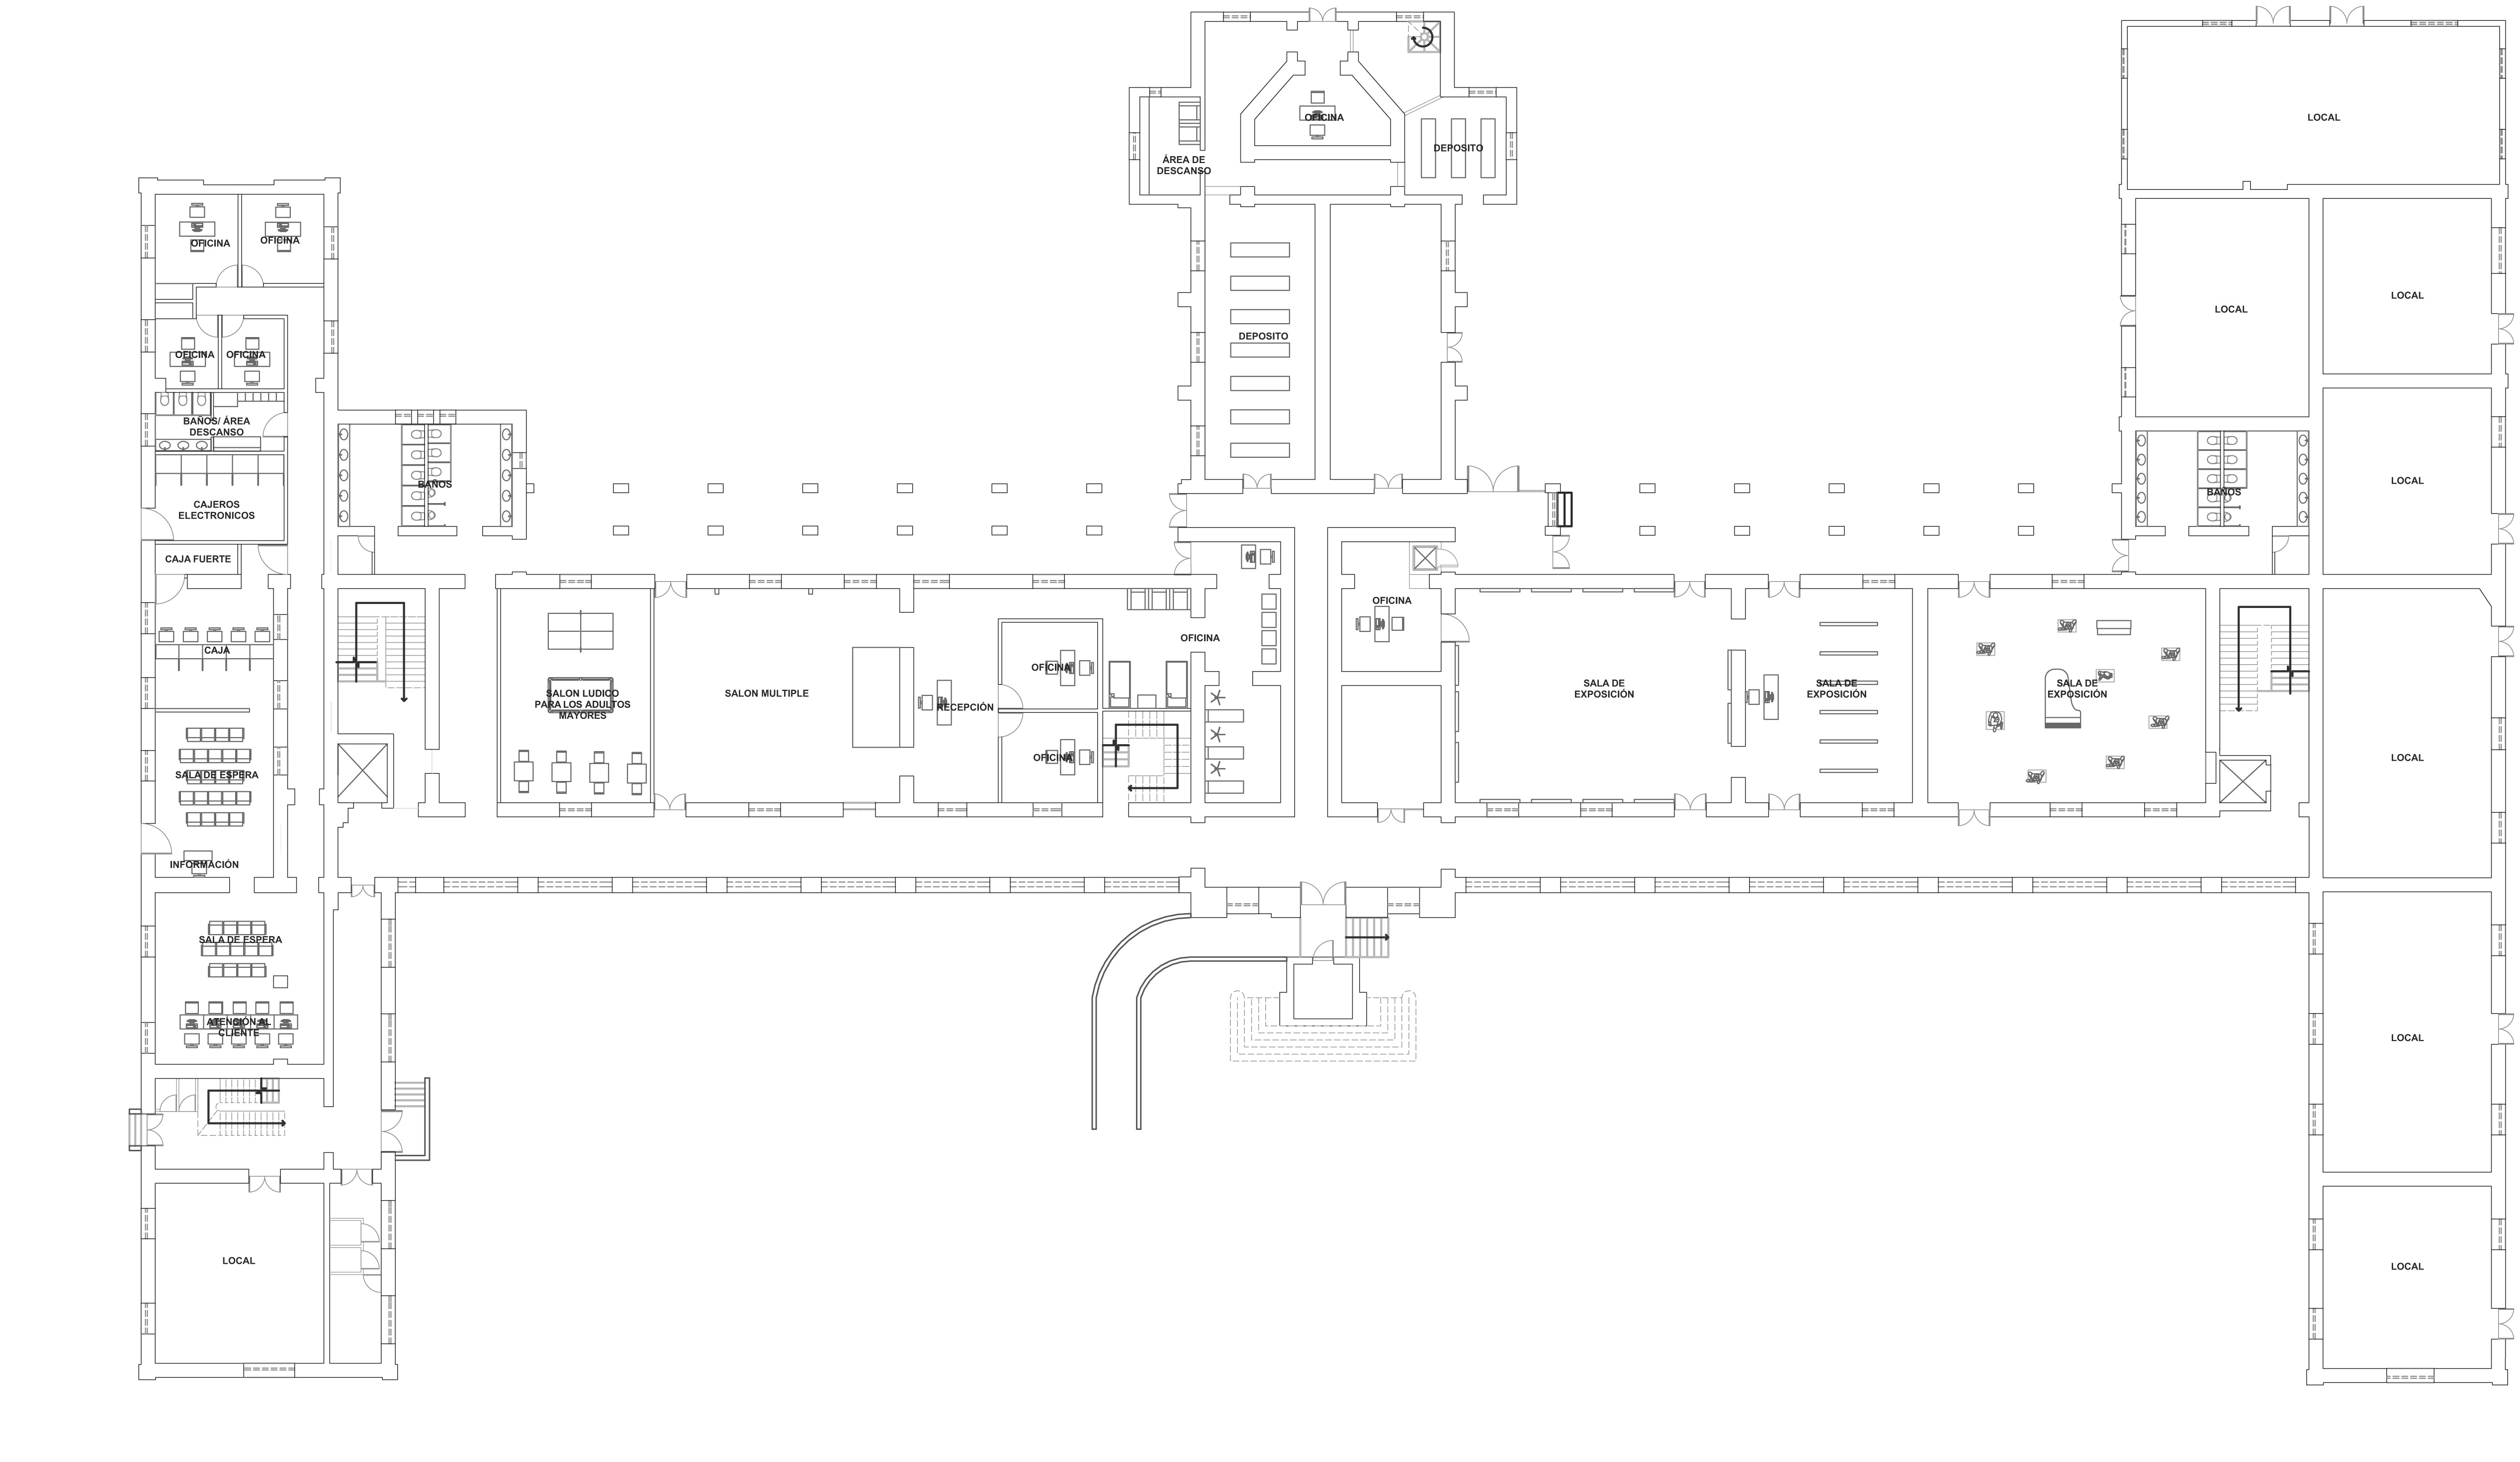 LOCAL
OFICINA
DEPOSITO
ÁREA DE
DESCANSO
OFICINA
OFICINA
LOCAL
LOCAL
DEPOSITO
OFICINA
OFICINA
BAÑOS/ ÁREA
DESCANSO
BAÑOS
LOCAL
BAÑOS
CAJEROS
ELECTRONICOS
CAJA FUERTE
OFICINA
OFICINA
CAJA
OFICINA
SALON LUDICO
PARA LOS ADULTOS
MAYORES
SALON MULTIPLE
RECEPCIÓN
SALA DE
EXPOSICIÓN
SALA DE
EXPOSICIÓN
SALA DE
EXPOSICIÓN
OFICINA
LOCAL
SALA DE ESPERA
INFORMACIÓN
SALA DE ESPERA
ATENCIÓN AL
CLIENTE
LOCAL
LOCAL
LOCAL